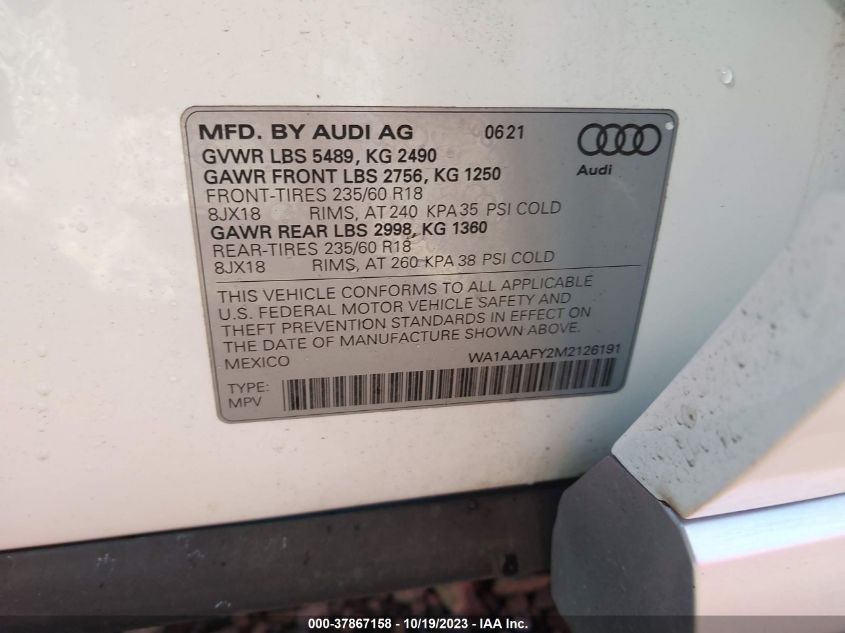 MFD. BY AUDI AG 0621
GVWR LBS 5489, KG 2490
GAWR FRONT LBS 2756, KG 1250
Audi
FRONT-TIRES 235/60 R18
8JX18 RIMS, AT 240 KPA 35 PSI COLD
GAWR REAR LBS 2998, KG 1360
REAR-TIRES 235/60 R18
8JX18 RIMS, AT 260 KPA 38 PSI COLD
THIS VEHICLE CONFORMS TO ALL APPLICABLE
U.S. FEDERAL MOTOR VEHICLE SAFETY AND
THEFT PREVENTION STANDARDS IN EFFECT ON
THE DATE OF MANUFACTURE SHOWN ABOVE.
MEXICO WA1AAAFY2M2126191
TYPE:
MPV
000-37867158 - 10/19/2023 - IAAI.com